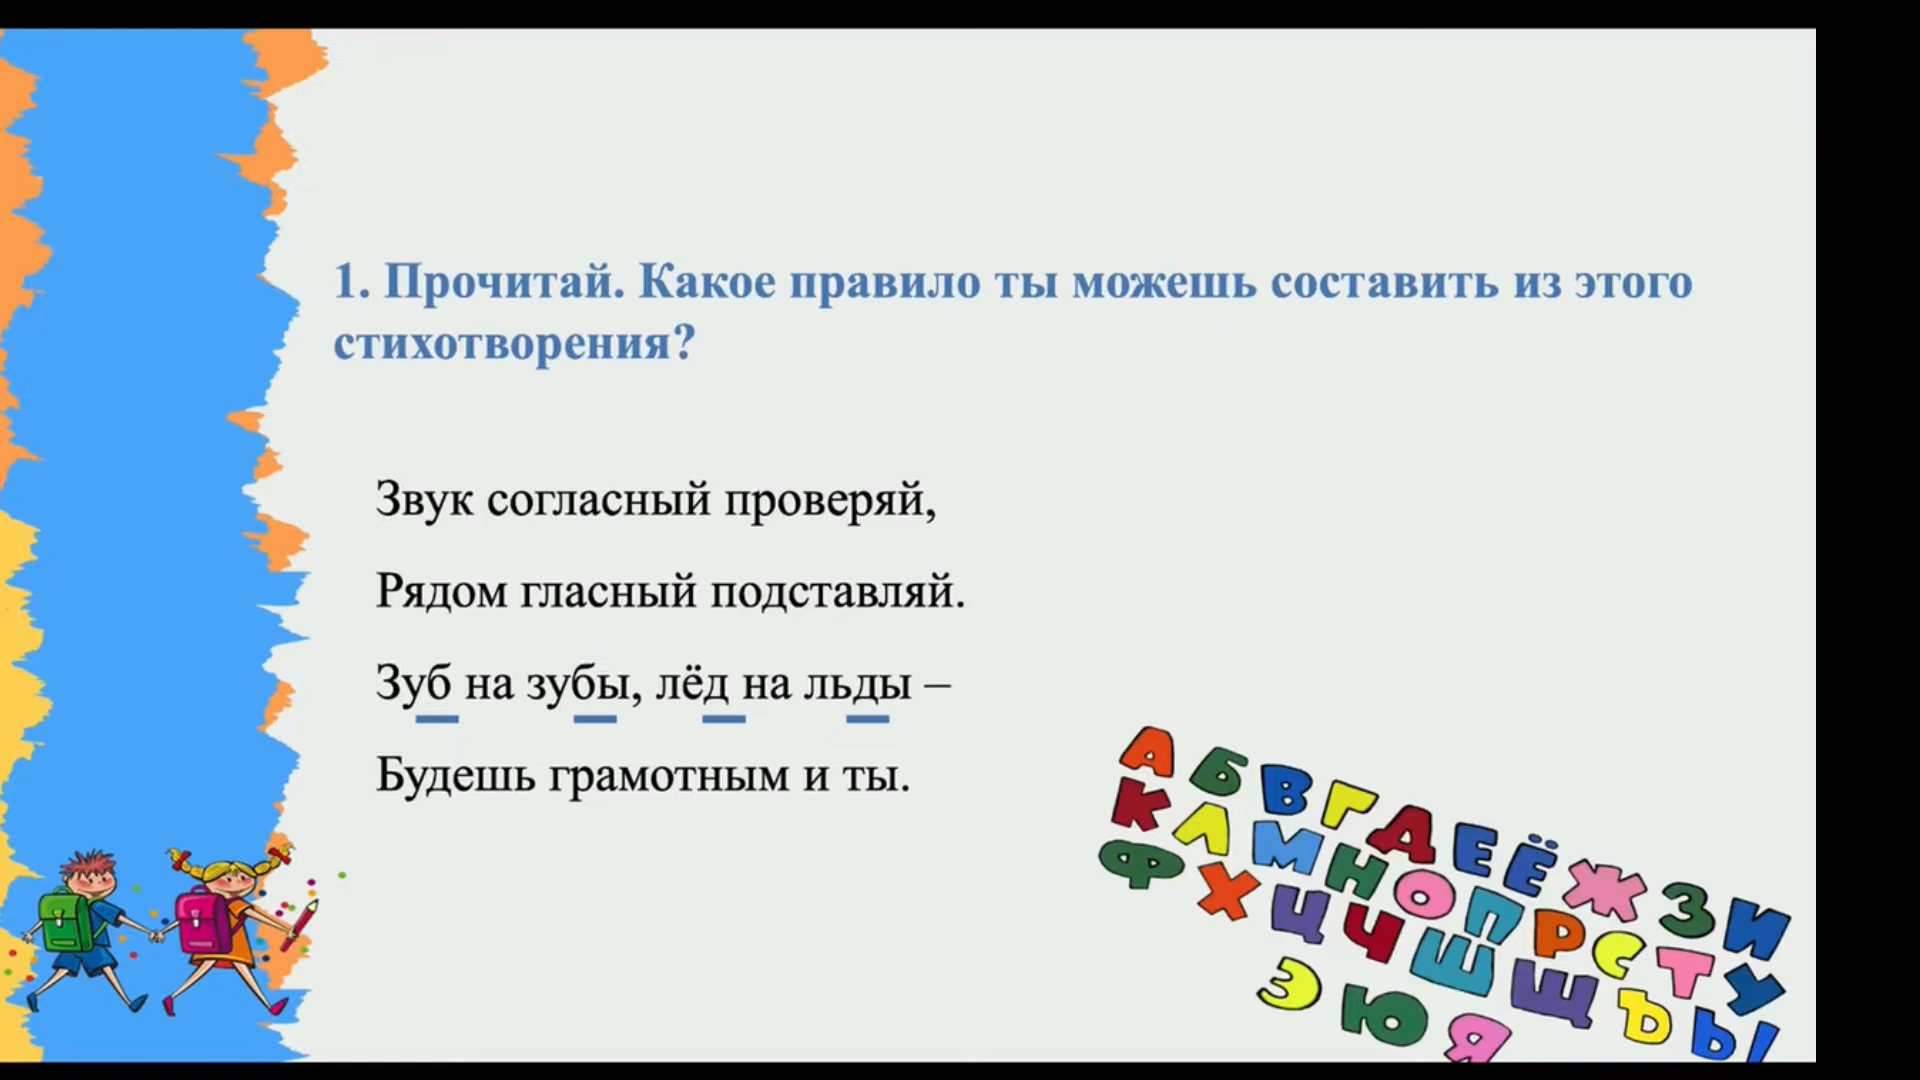 1. Прочитай. Какое правило ты можешь составить из этого
стихотворения?
Звук согласный проверяй,
Рядом гласный подставляй.
Зуб на зубы, лёд на льды –
Будешь грамотным и ты.
А Б В Г Д Е Ё Ж З И
К Л М Н О П Р С Т У
Ф Х Ц Ч Ш Щ Ъ Ы
Э Ю Я